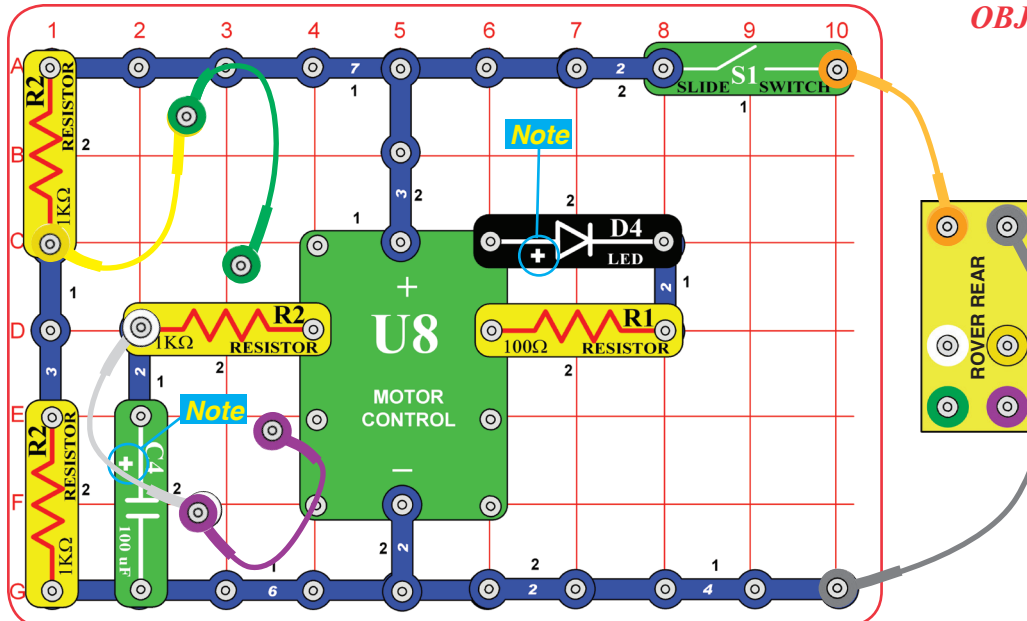 OBJ
1 2 3 4 5 6 7 8 9 10
A
7
1
2
2
S1
SLIDE SWITCH
1
R2
RESISTOR
1KΩ
2
B
Note
3
2
1
2
C
D4
+
LED
1
+
U8
MOTOR
CONTROL
−
D
R2
1KΩ
RESISTOR
2
R1
100Ω
RESISTOR
2
2
1
3
2
1
E
Note
R2
RESISTOR
1KΩ
2
C4
+
100 uF
2
F
2
2
G
1
6
2
2
1
4
ROVER REAR